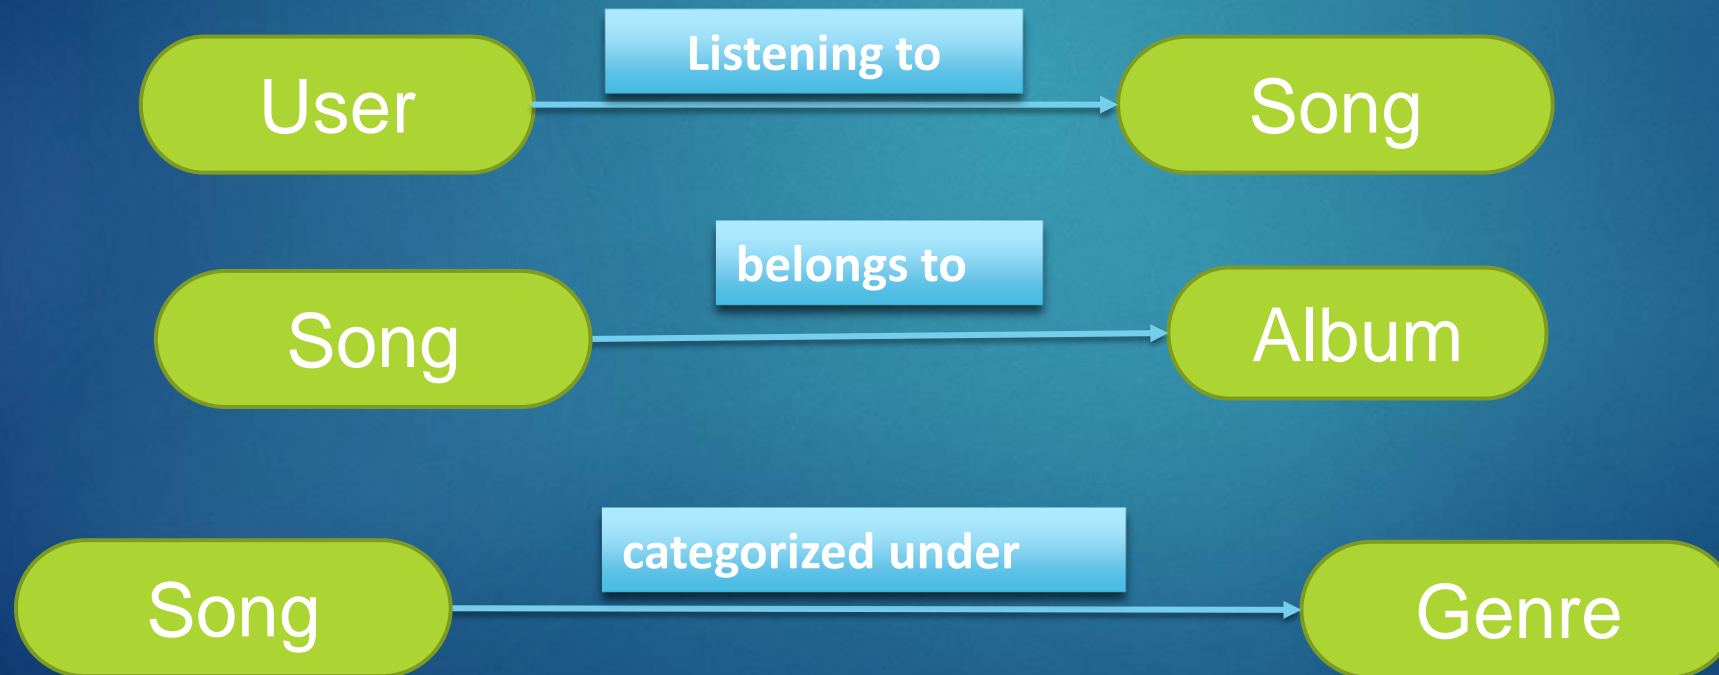 Listening to
User
Song
belongs to
Song
Album
categorized under
Song
Genre